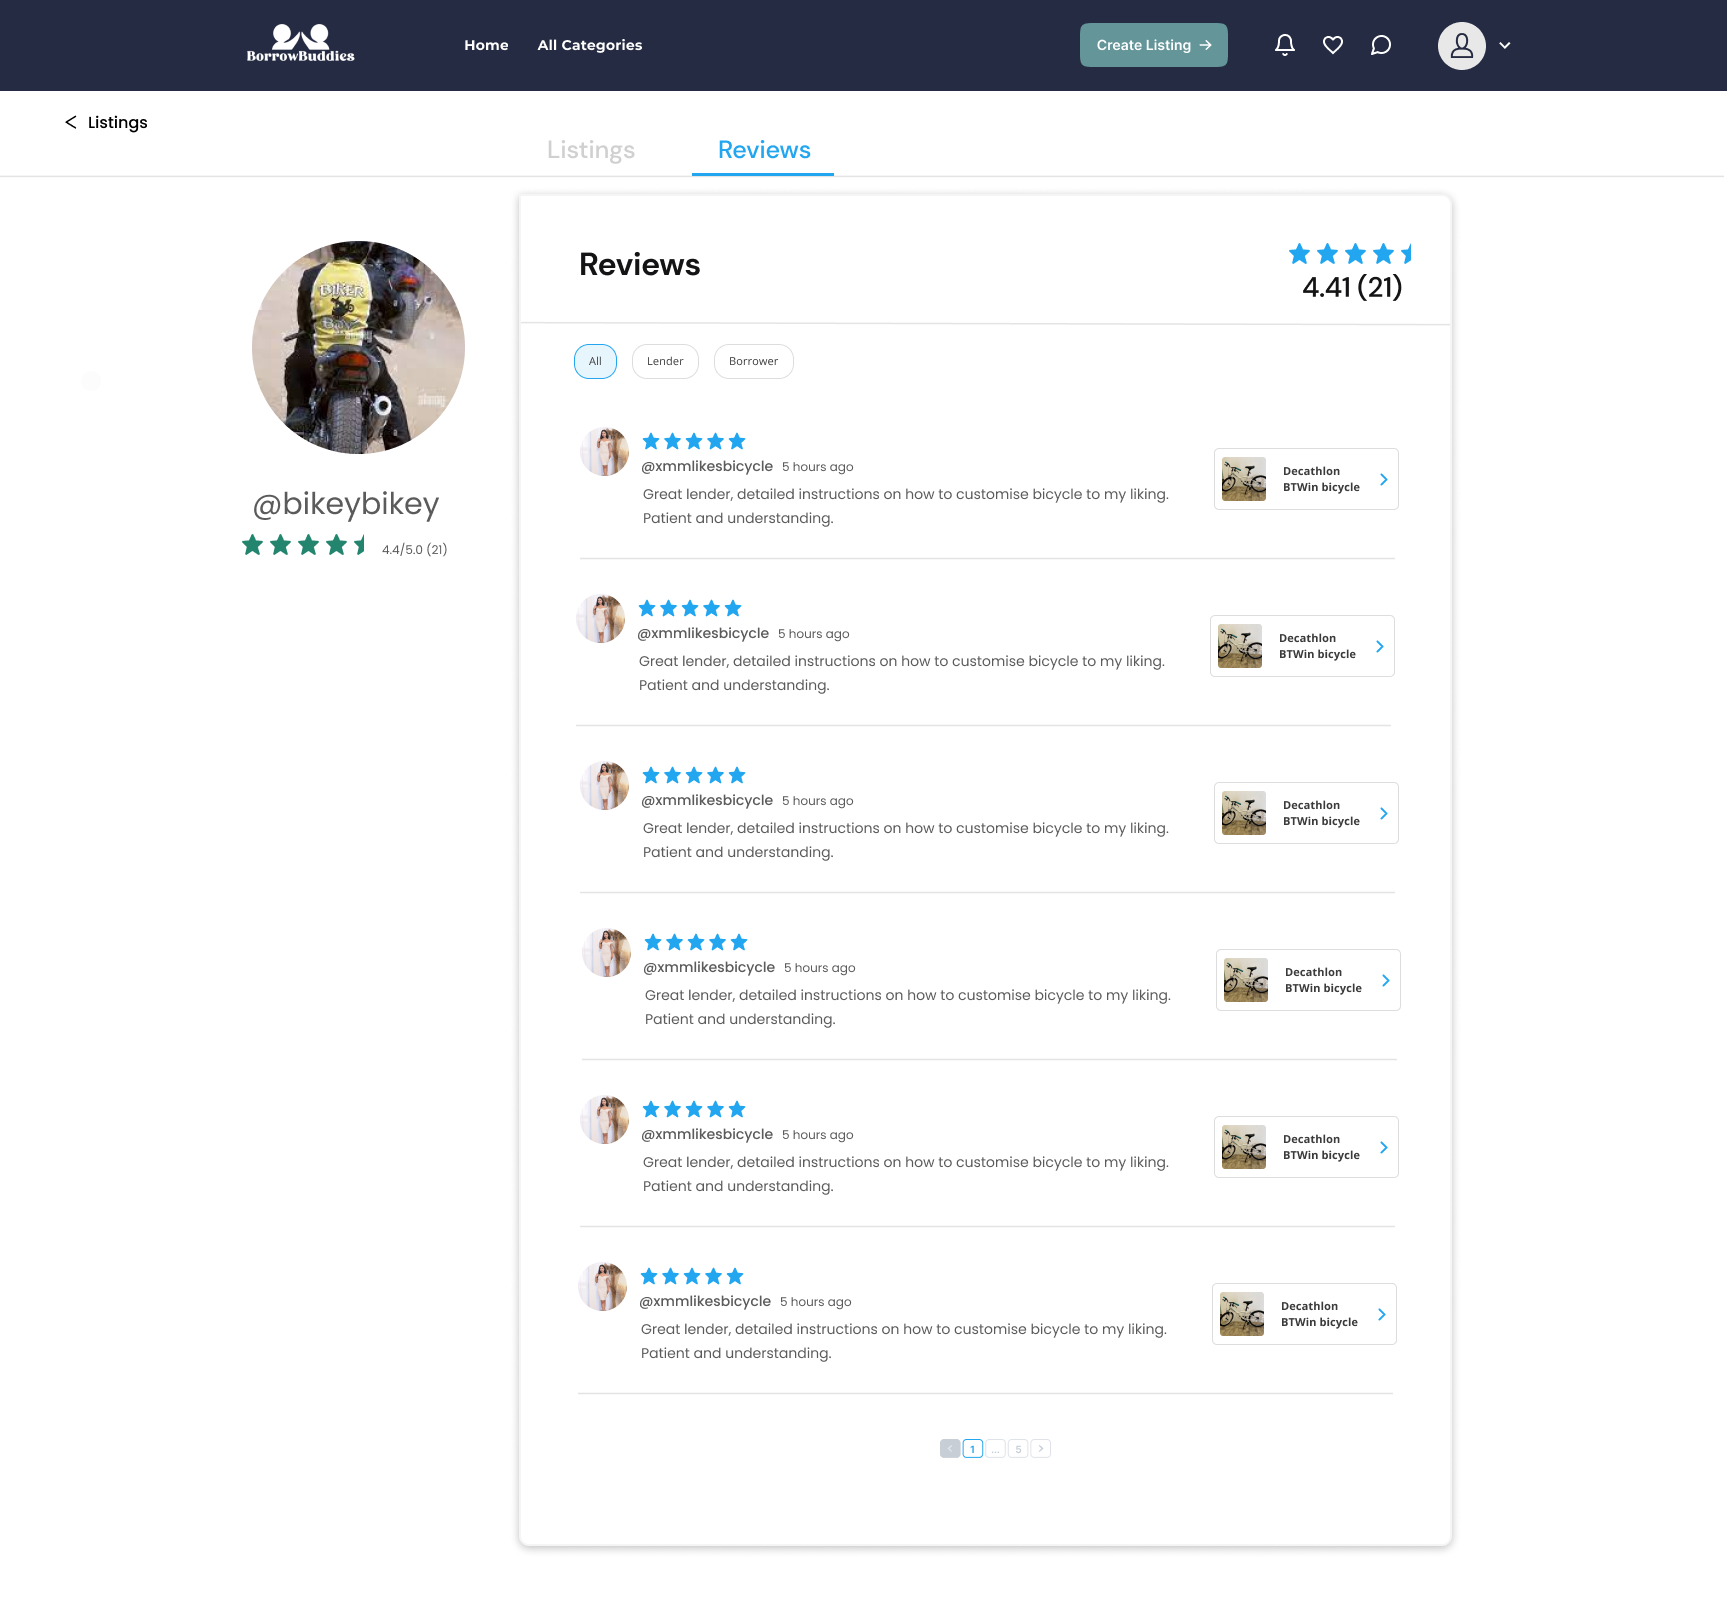 BorrowBuddies
Home All Categories
Create Listing →
< Listings
Listings Reviews
BIKER
BOY
@bikeybikey
4.4/5.0 (21)
Reviews
4.41 (21)
All Lender Borrower
@xmmlikesbicycle 5 hours ago
Great lender, detailed instructions on how to customise bicycle to my liking.
Patient and understanding.
Decathlon
BTWin bicycle
@xmmlikesbicycle 5 hours ago
Great lender, detailed instructions on how to customise bicycle to my liking.
Patient and understanding.
Decathlon
BTWin bicycle
@xmmlikesbicycle 5 hours ago
Great lender, detailed instructions on how to customise bicycle to my liking.
Patient and understanding.
Decathlon
BTWin bicycle
@xmmlikesbicycle 5 hours ago
Great lender, detailed instructions on how to customise bicycle to my liking.
Patient and understanding.
Decathlon
BTWin bicycle
@xmmlikesbicycle 5 hours ago
Great lender, detailed instructions on how to customise bicycle to my liking.
Patient and understanding.
Decathlon
BTWin bicycle
@xmmlikesbicycle 5 hours ago
Great lender, detailed instructions on how to customise bicycle to my liking.
Patient and understanding.
Decathlon
BTWin bicycle
< 1 ... 5 >